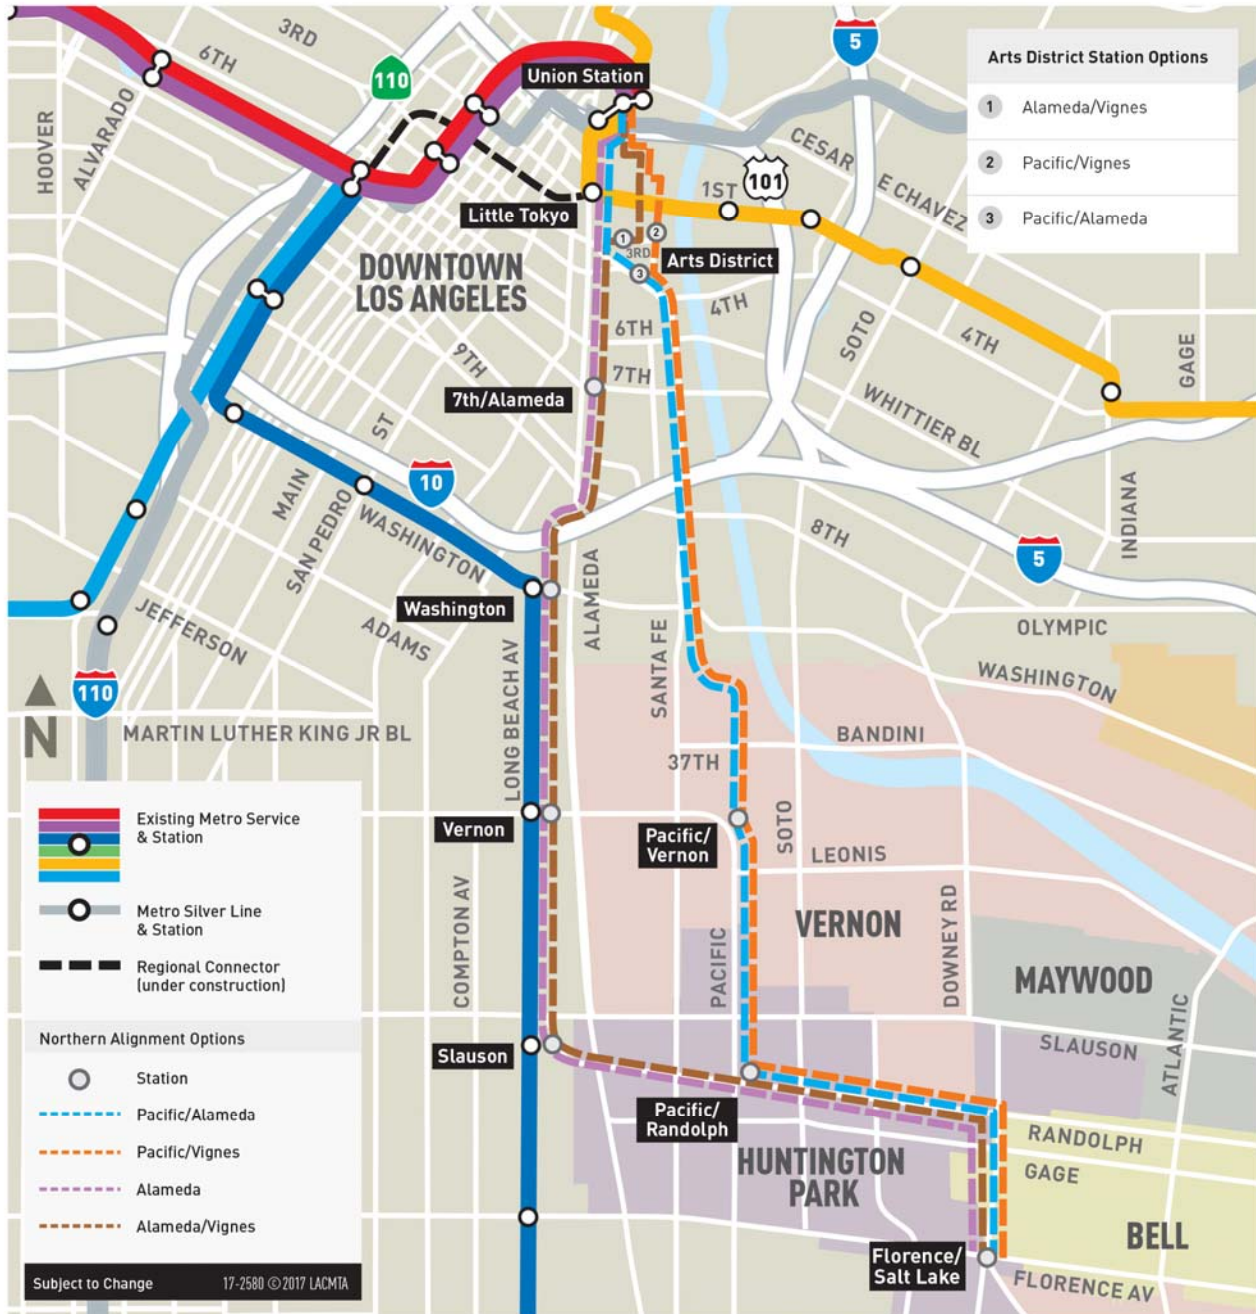 3RD
6TH
HOOVER
ALVARADO
110
Union Station
5
Arts District Station Options
1 Alameda/Vignes
2 Pacific/Vignes
3 Pacific/Alameda
CESAR E CHAVEZ
101
1ST
Little Tokyo
1
2
3RD
3
Arts District
DOWNTOWN
LOS ANGELES
4TH
6TH
7TH
9TH
SOTO
4TH
GAGE
WHITTIER BL
7th/Alameda
ST
10
MAIN
SAN PEDRO
WASHINGTON
8TH
INDIANA
5
ALAMEDA
Washington
JEFFERSON
ADAMS
OLYMPIC
WASHINGTON
SANTA FE
LONG BEACH AV
110
N
MARTIN LUTHER KING JR BL
BANDINI
37TH
Existing Metro Service
& Station
Vernon
Pacific/
Vernon
SOTO
LEONIS
Metro Silver Line
& Station
COMPTON AV
PACIFIC
VERNON
DOWNEY RD
MAYWOOD
Regional Connector
(under construction)
ATLANTIC
Northern Alignment Options
Slauson
SLAUSON
Station
Pacific/Alameda
Pacific/Vignes
Alameda
Alameda/Vignes
Pacific/
Randolph
RANDOLPH
GAGE
HUNTINGTON
PARK
BELL
Florence/
Salt Lake
FLORENCE AV
Subject to Change 17-2580 © 2017 LACMTA